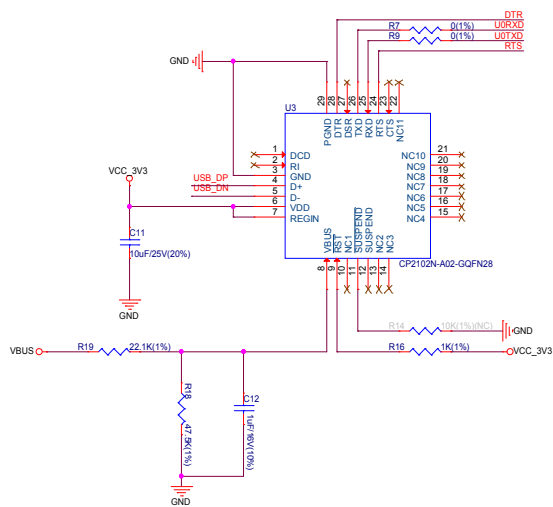 DTR
R7 0(1%) U0RXD
R9 0(1%) U0TXD
RTS
GND
U3
29 28 27 26 25 24 23 22
PGND DTR DSR TXD RXD RTS CTS NC11
1 DCD
2 RI
3 GND
USB_DP 4 D+
USB_DN 5 D-
6 VDD
7 REGIN
NC10 21
NC9 20
NC8 19
NC7 18
NC6 17
NC5 16
NC4 15
VBUS RST NC1 SUSPEND SUSPEND NC2 NC3
8 9 10 11 12 13 14
CP2102N-A02-GQFN28
VCC_3V3
C11
10uF/25V(20%)
GND
R14 10K(1%)(NC) GND
R16 1K(1%) VCC_3V3
VBUS R19 22.1K(1%)
R18
47.5K(1%)
C12
1uF/16V(10%)
GND